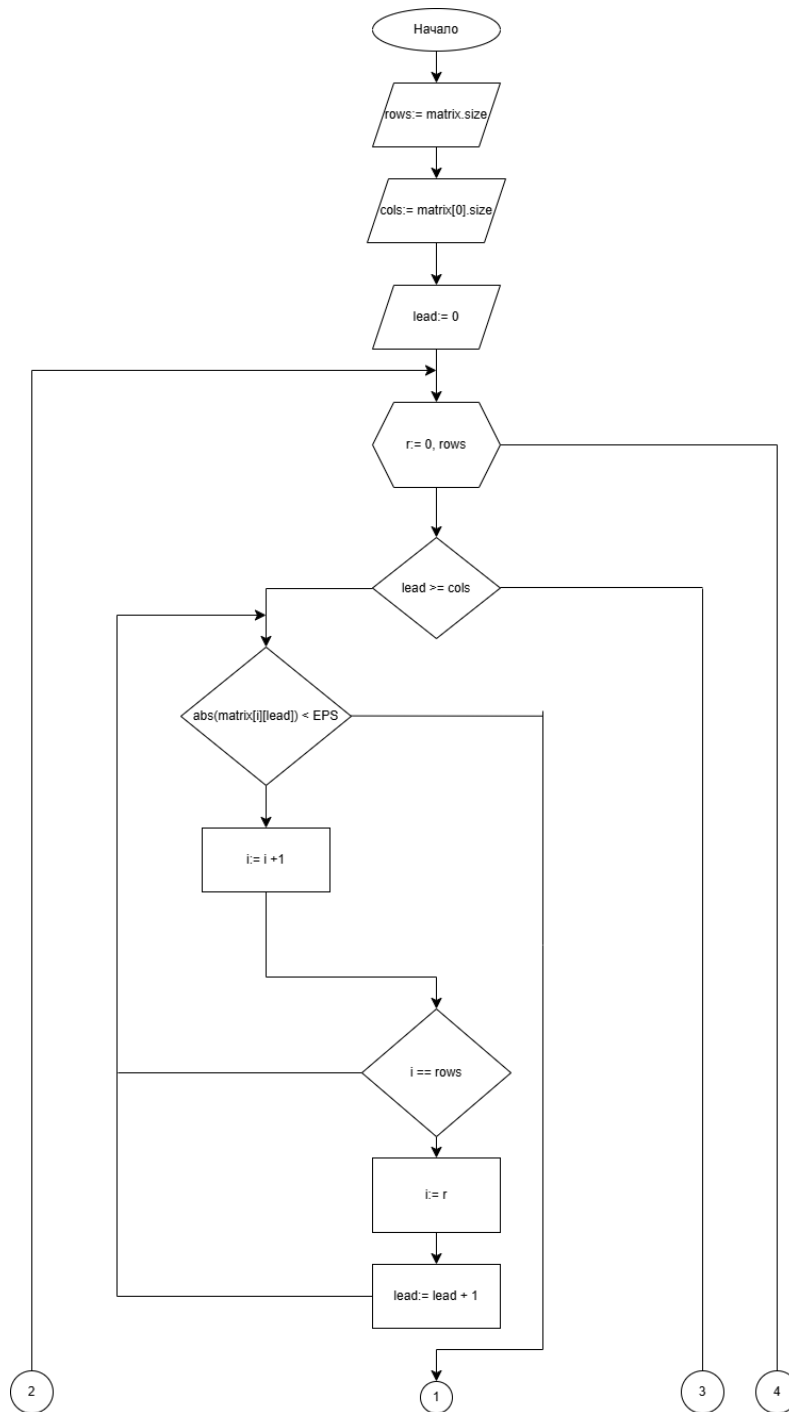 Начало
rows:= matrix.size
cols:= matrix[0].size
lead:= 0
r:= 0, rows
lead >= cols
abs(matrix[i][lead]) < EPS
i:= i +1
i == rows
i:= r
lead:= lead + 1
2
1
3
4